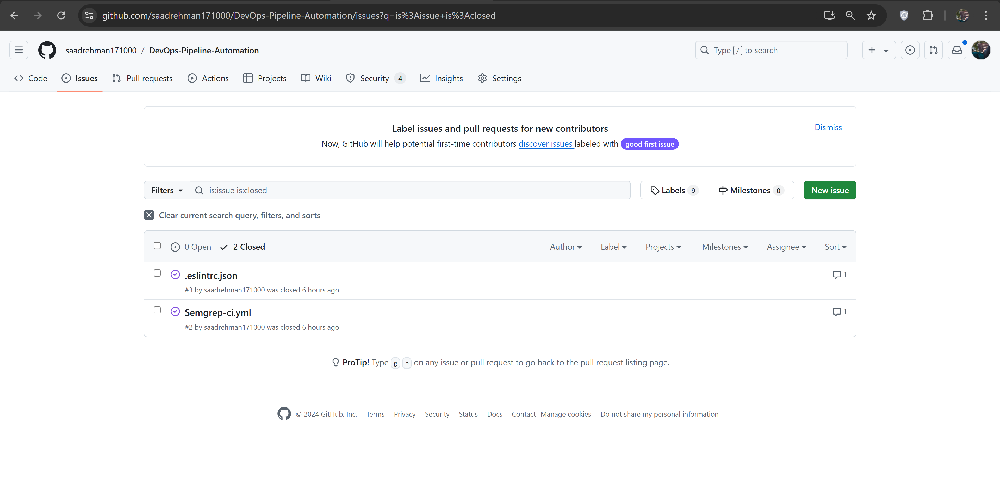 github.com/saadrehman171000/DevOps-Pipeline-Automation/issues?q=is%3Aissue+is%3Aclosed
saadrehman171000 / DevOps-Pipeline-Automation
Type / to search
Code Issues Pull requests Actions Projects Wiki Security 4 Insights Settings
Label issues and pull requests for new contributors
Dismiss
Now, GitHub will help potential first-time contributors discover issues labeled with good first issue
Filters is:issue is:closed Labels 9 Milestones 0 New issue
Clear current search query, filters, and sorts
0 Open 2 Closed Author Label Projects Milestones Assignee Sort
.eslintrc.json 1
#3 by saadrehman171000 was closed 6 hours ago
Semgrep-ci.yml 1
#2 by saadrehman171000 was closed 6 hours ago
ProTip! Type g p on any issue or pull request to go back to the pull request listing page.
© 2024 GitHub, Inc. Terms Privacy Security Status Docs Contact Manage cookies Do not share my personal information